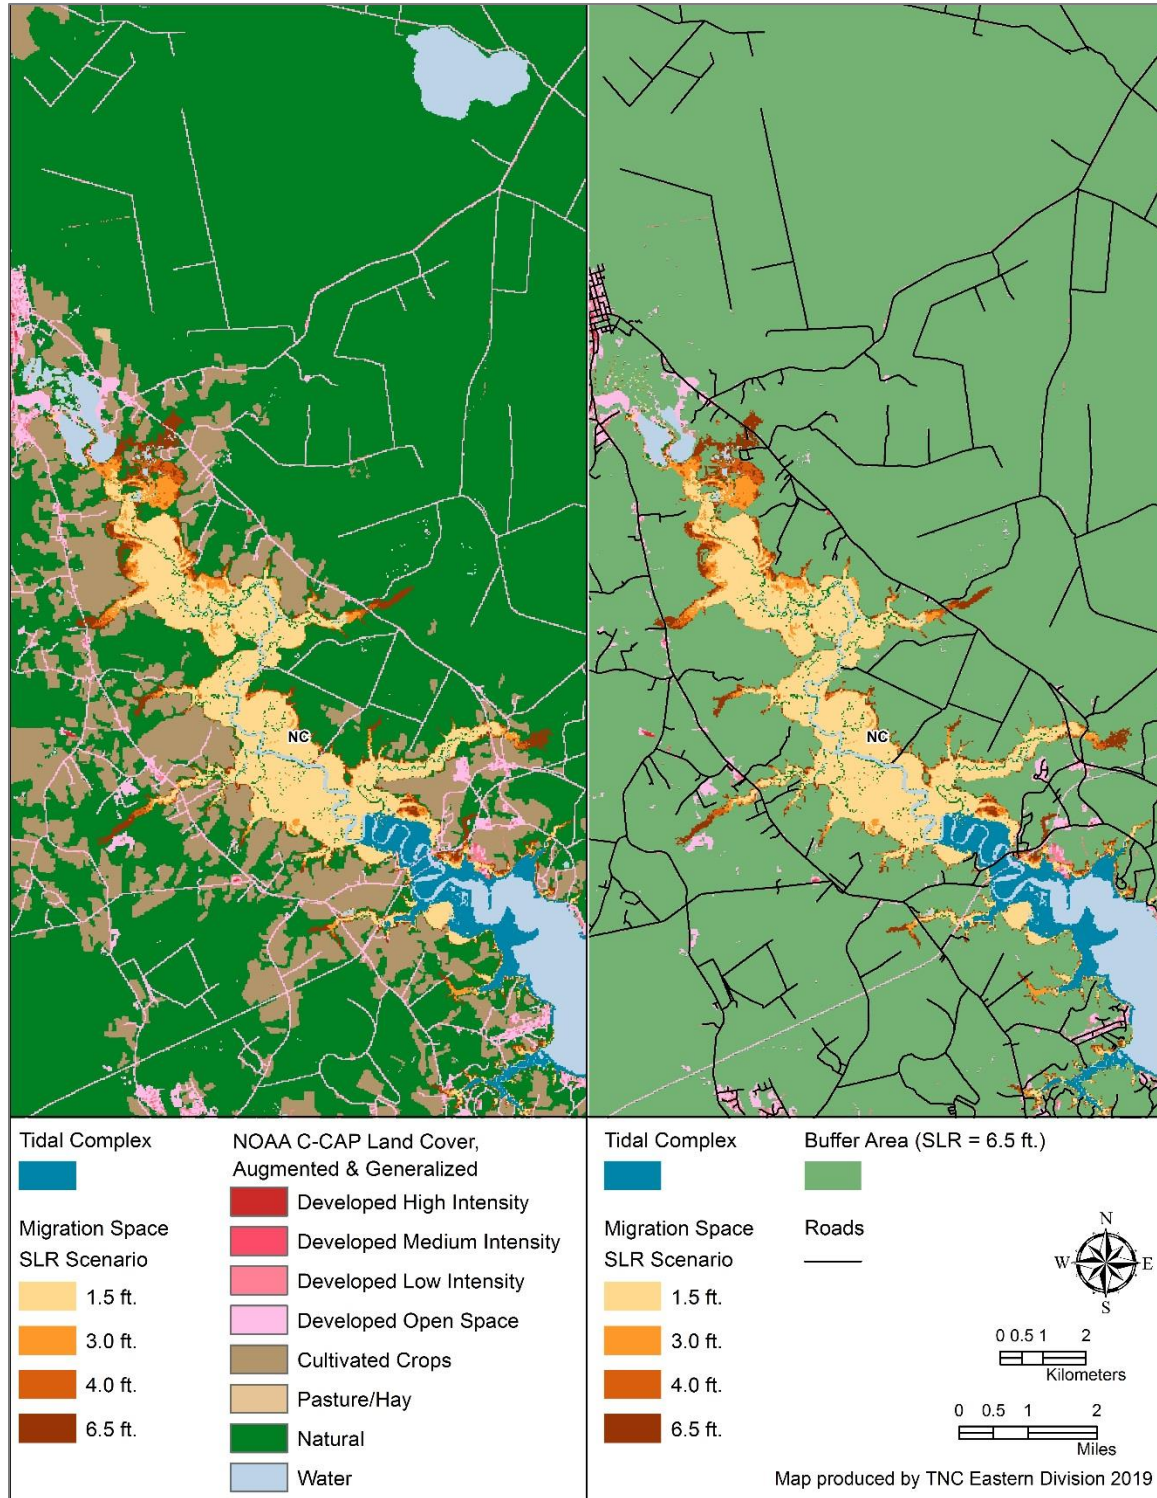 NC
NC
Tidal Complex
Migration Space
SLR Scenario
1.5 ft.
3.0 ft.
4.0 ft.
6.5 ft.
NOAA C-CAP Land Cover,
Augmented & Generalized
Developed High Intensity
Developed Medium Intensity
Developed Low Intensity
Developed Open Space
Cultivated Crops
Pasture/Hay
Natural
Water
Tidal Complex
Migration Space
SLR Scenario
1.5 ft.
3.0 ft.
4.0 ft.
6.5 ft.
Buffer Area (SLR = 6.5 ft.)
Roads
N
W E
S
0 0.5 1 2
Kilometers
0 0.5 1 2
Miles
Map produced by TNC Eastern Division 2019